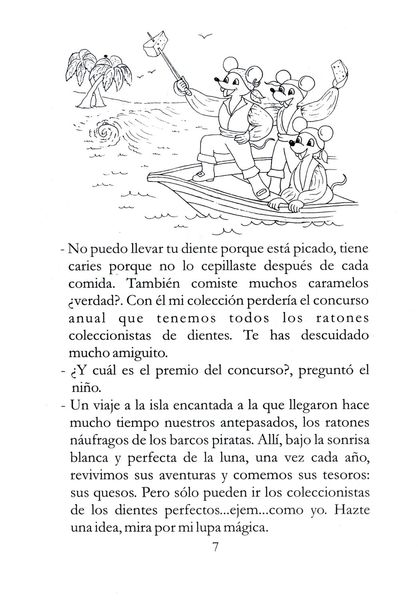 - No puedo llevar tu diente porque está picado, tiene
caries porque no lo cepillaste después de cada
comida. También comiste muchos caramelos
¿verdad?. Con él mi colección perdería el concurso
anual que tenemos todos los ratones
coleccionistas de dientes. Te has descuidado
mucho amiguito.
- ¿Y cuál es el premio del concurso?, preguntó el
niño.
- Un viaje a la isla encantada a la que llegaron hace
mucho tiempo nuestros antepasados, los ratones
náufragos de los barcos piratas. Allí, bajo la sonrisa
blanca y perfecta de la luna, una vez cada año,
revivimos sus aventuras y comemos sus tesoros:
sus quesos. Pero sólo pueden ir los coleccionistas
de los dientes perfectos...ejem...como yo. Hazte
una idea, mira por mi lupa mágica.
7